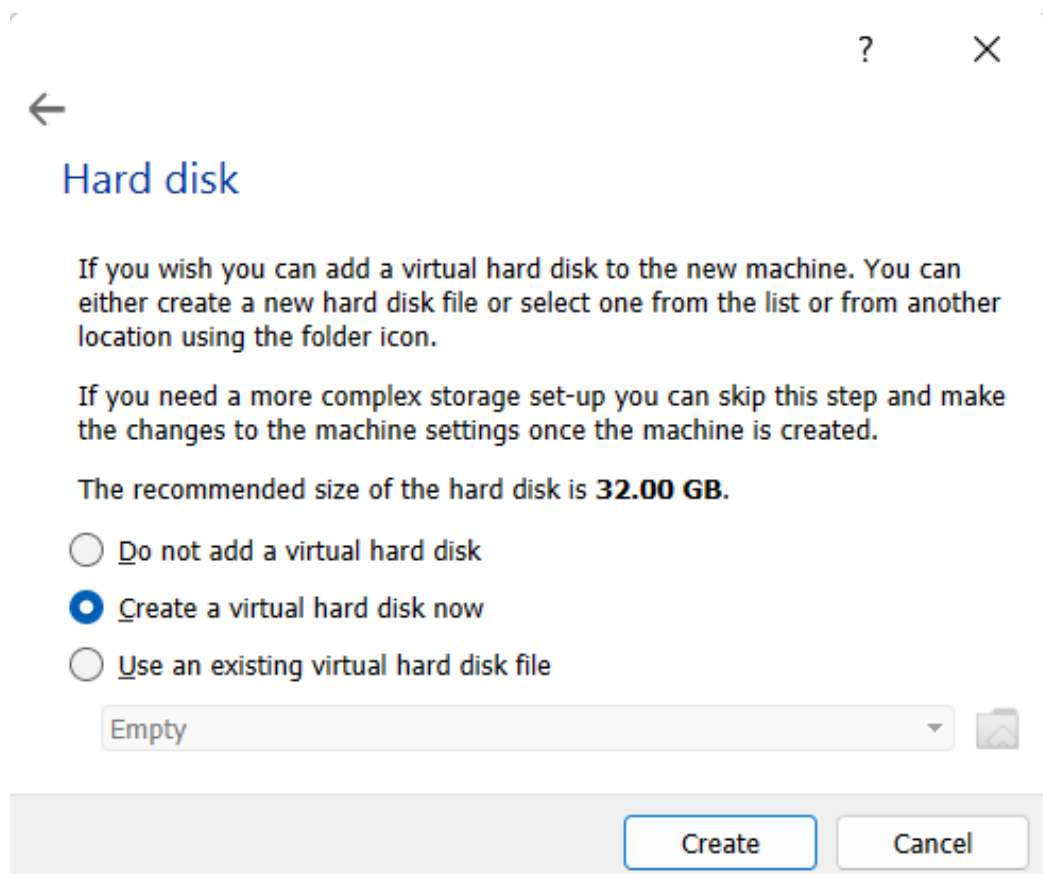 ?
Hard disk
If you wish you can add a virtual hard disk to the new machine. You can
either create a new hard disk file or select one from the list or from another
location using the folder icon.
If you need a more complex storage set-up you can skip this step and make
the changes to the machine settings once the machine is created.
The recommended size of the hard disk is 32.00 GB.
Do not add a virtual hard disk
Create a virtual hard disk now
Use an existing virtual hard disk file
Empty
Create
Cancel